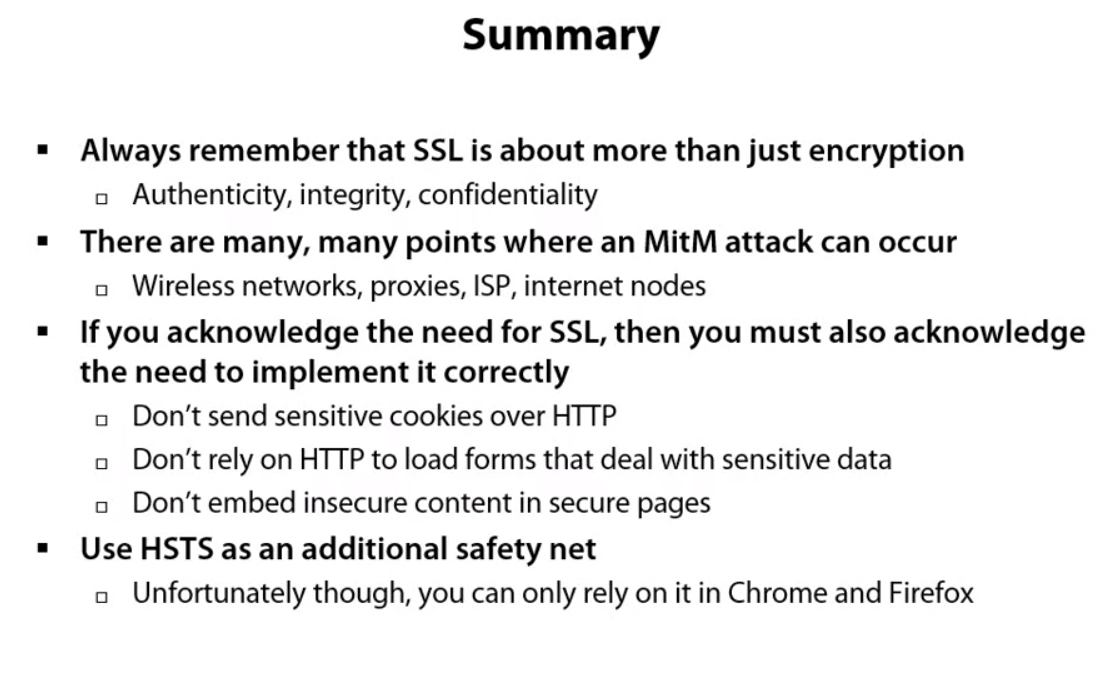 Summary
▪ Always remember that SSL is about more than just encryption
▫ Authenticity, integrity, confidentiality
▪ There are many, many points where an MitM attack can occur
▫ Wireless networks, proxies, ISP, internet nodes
▪ If you acknowledge the need for SSL, then you must also acknowledge
the need to implement it correctly
▫ Don’t send sensitive cookies over HTTP
▫ Don’t rely on HTTP to load forms that deal with sensitive data
▫ Don’t embed insecure content in secure pages
▪ Use HSTS as an additional safety net
▫ Unfortunately though, you can only rely on it in Chrome and Firefox